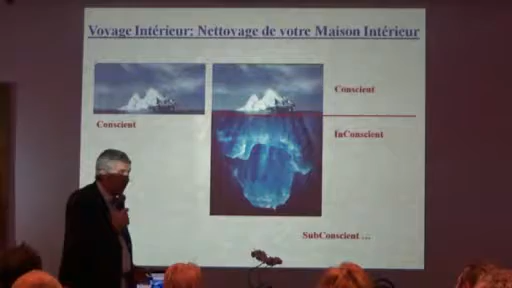 Voyage Intérieur; Nettoyage de votre Maison Intérieur
Conscient
Conscient
InConscient
SubConscient ...